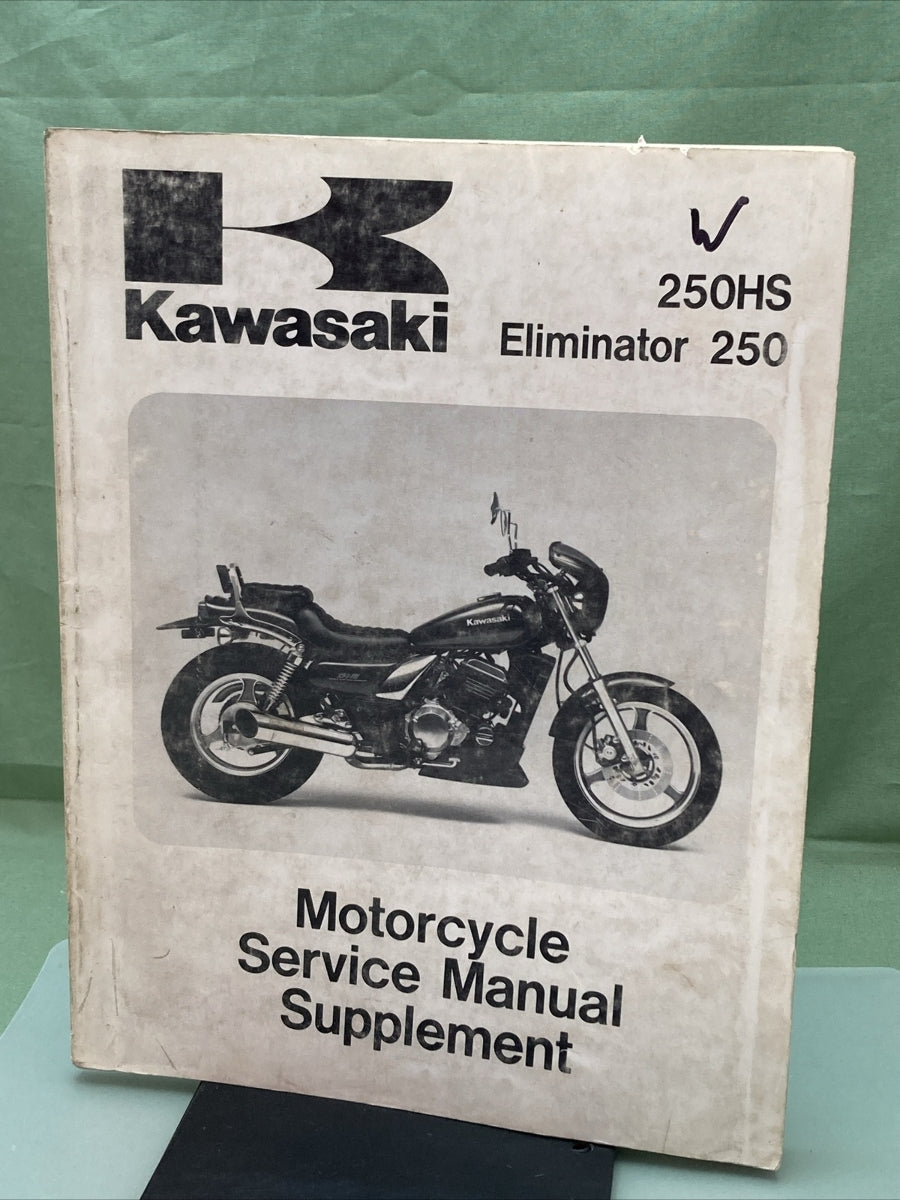 W
Kawasaki
250HS
Eliminator 250
Kawasaki
Motorcycle
Service Manual
Supplement